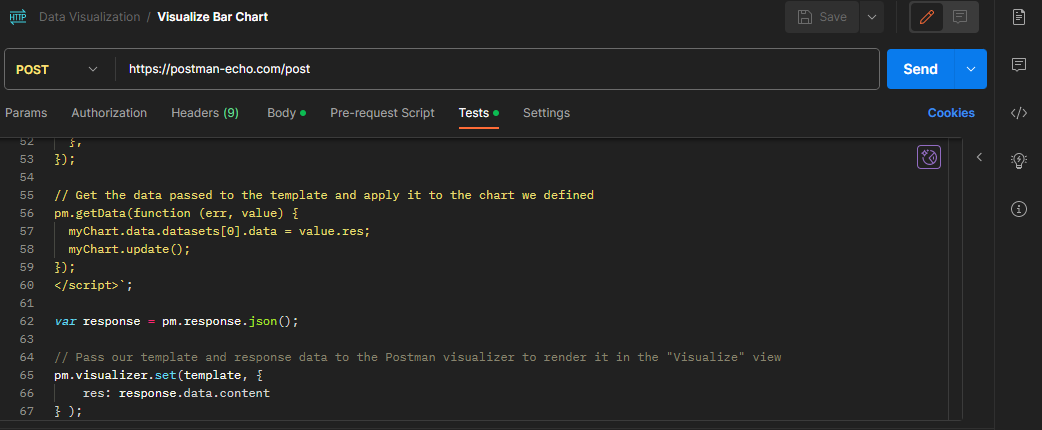 HTTP Data Visualization / Visualize Bar Chart Save
POST https://postman-echo.com/post Send
Params Authorization Headers (9) Body Pre-request Script Tests Settings Cookies
52 },
53 });
54
55 // Get the data passed to the template and apply it to the chart we defined
56 pm.getData(function (err, value) {
57 myChart.data.datasets[0].data = value.res;
58 myChart.update();
59 });
60 </script>`;
61
62 var response = pm.response.json();
63
64 // Pass our template and response data to the Postman visualizer to render it in the "Visualize" view
65 pm.visualizer.set(template, {
66 res: response.data.content
67 } );